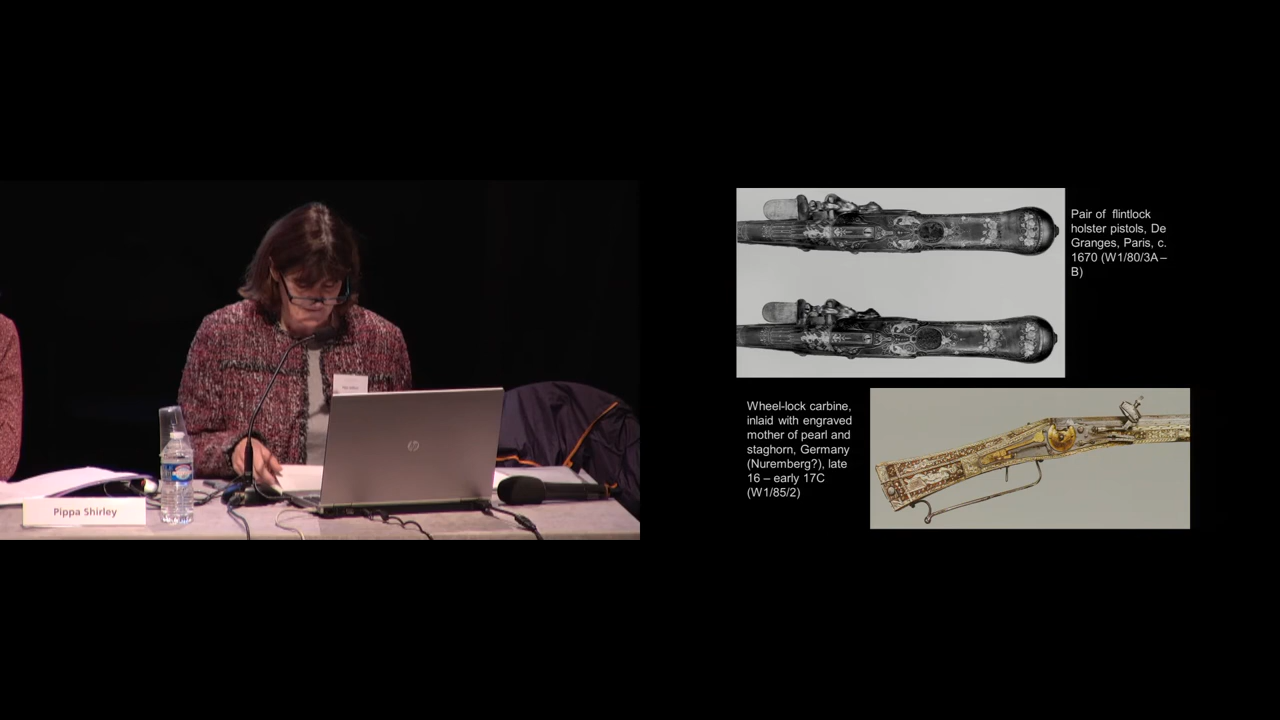 Pippa Shirley
hp
Pair of flintlock
holster pistols, De
Granges, Paris, c.
1670 (W1/80/3A –
B)
Wheel-lock carbine,
inlaid with engraved
mother of pearl and
staghorn, Germany
(Nuremberg?), late
16 – early 17C
(W1/85/2)